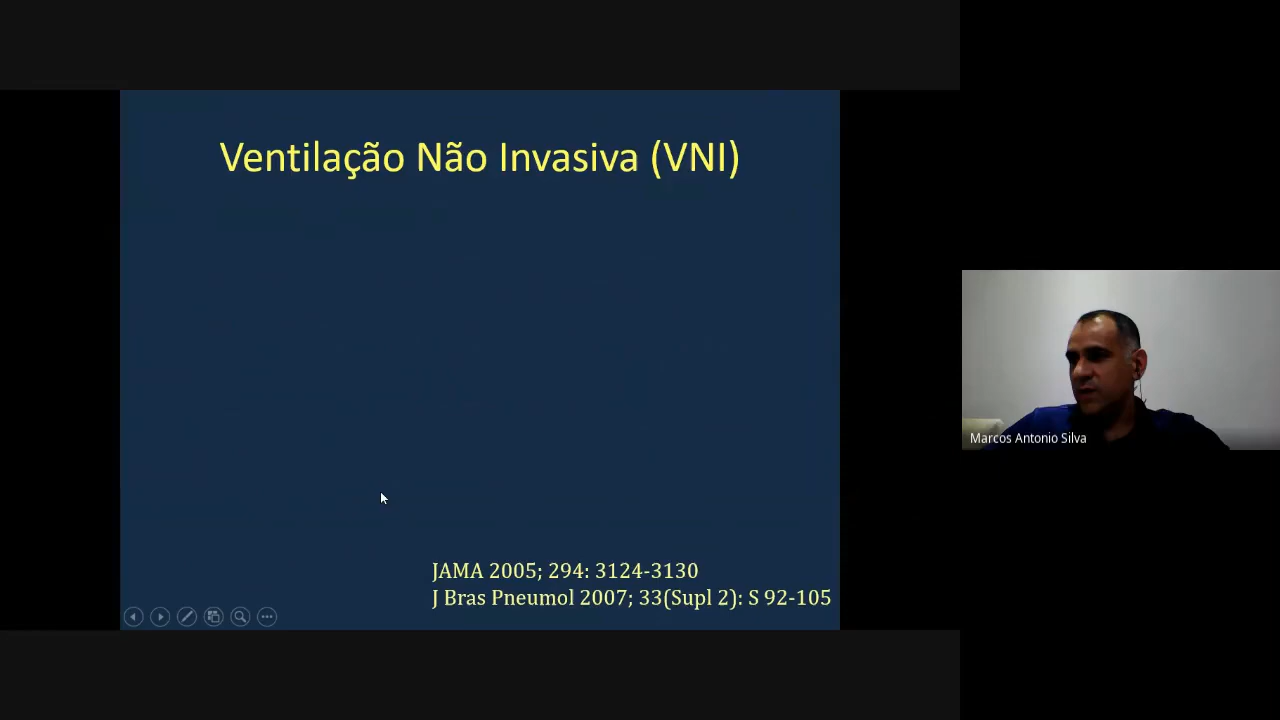 Ventilação Não Invasiva (VNI)
Marcos Antonio Silva
JAMA 2005; 294: 3124-3130
J Bras Pneumol 2007; 33(Supl 2): S 92-105